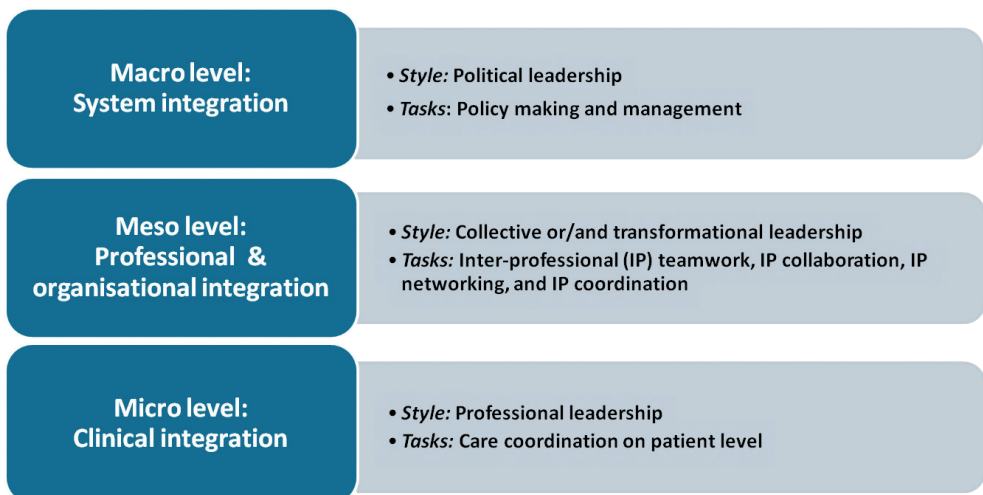 Macro level:
System integration
• Style: Political leadership
• Tasks: Policy making and management
Meso level:
Professional &
organisational integration
• Style: Collective or/and transformational leadership
• Tasks: Inter-professional (IP) teamwork, IP collaboration, IP
networking, and IP coordination
Micro level:
Clinical integration
• Style: Professional leadership
• Tasks: Care coordination on patient level